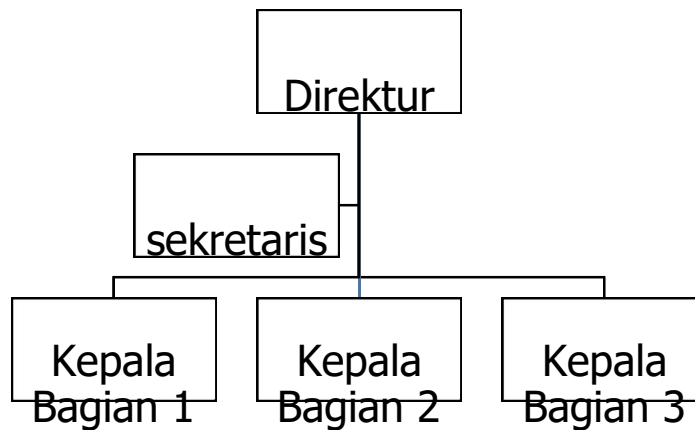 Direktur
sekretaris
Kepala
Bagian 1
Kepala
Bagian 2
Kepala
Bagian 3